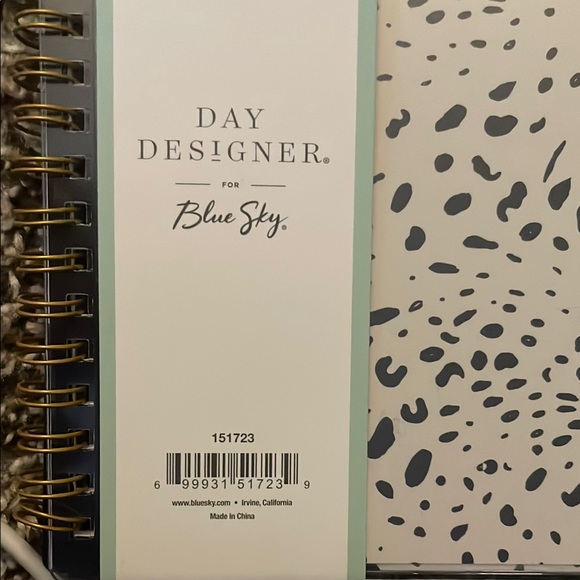 DAY
DESIGNER®
FOR
Blue Sky®
151723
6 99931 51723 9
www.bluesky.com • Irvine, California
Made in China